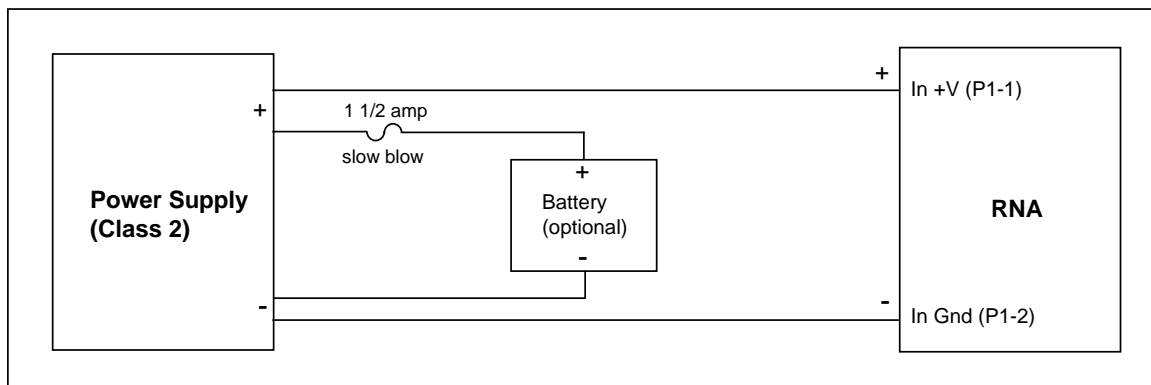 +
In +V (P1-1)
+
1 1/2 amp
slow blow
Power Supply
(Class 2)
+
Battery
(optional)
-
RNA
-
-
In Gnd (P1-2)